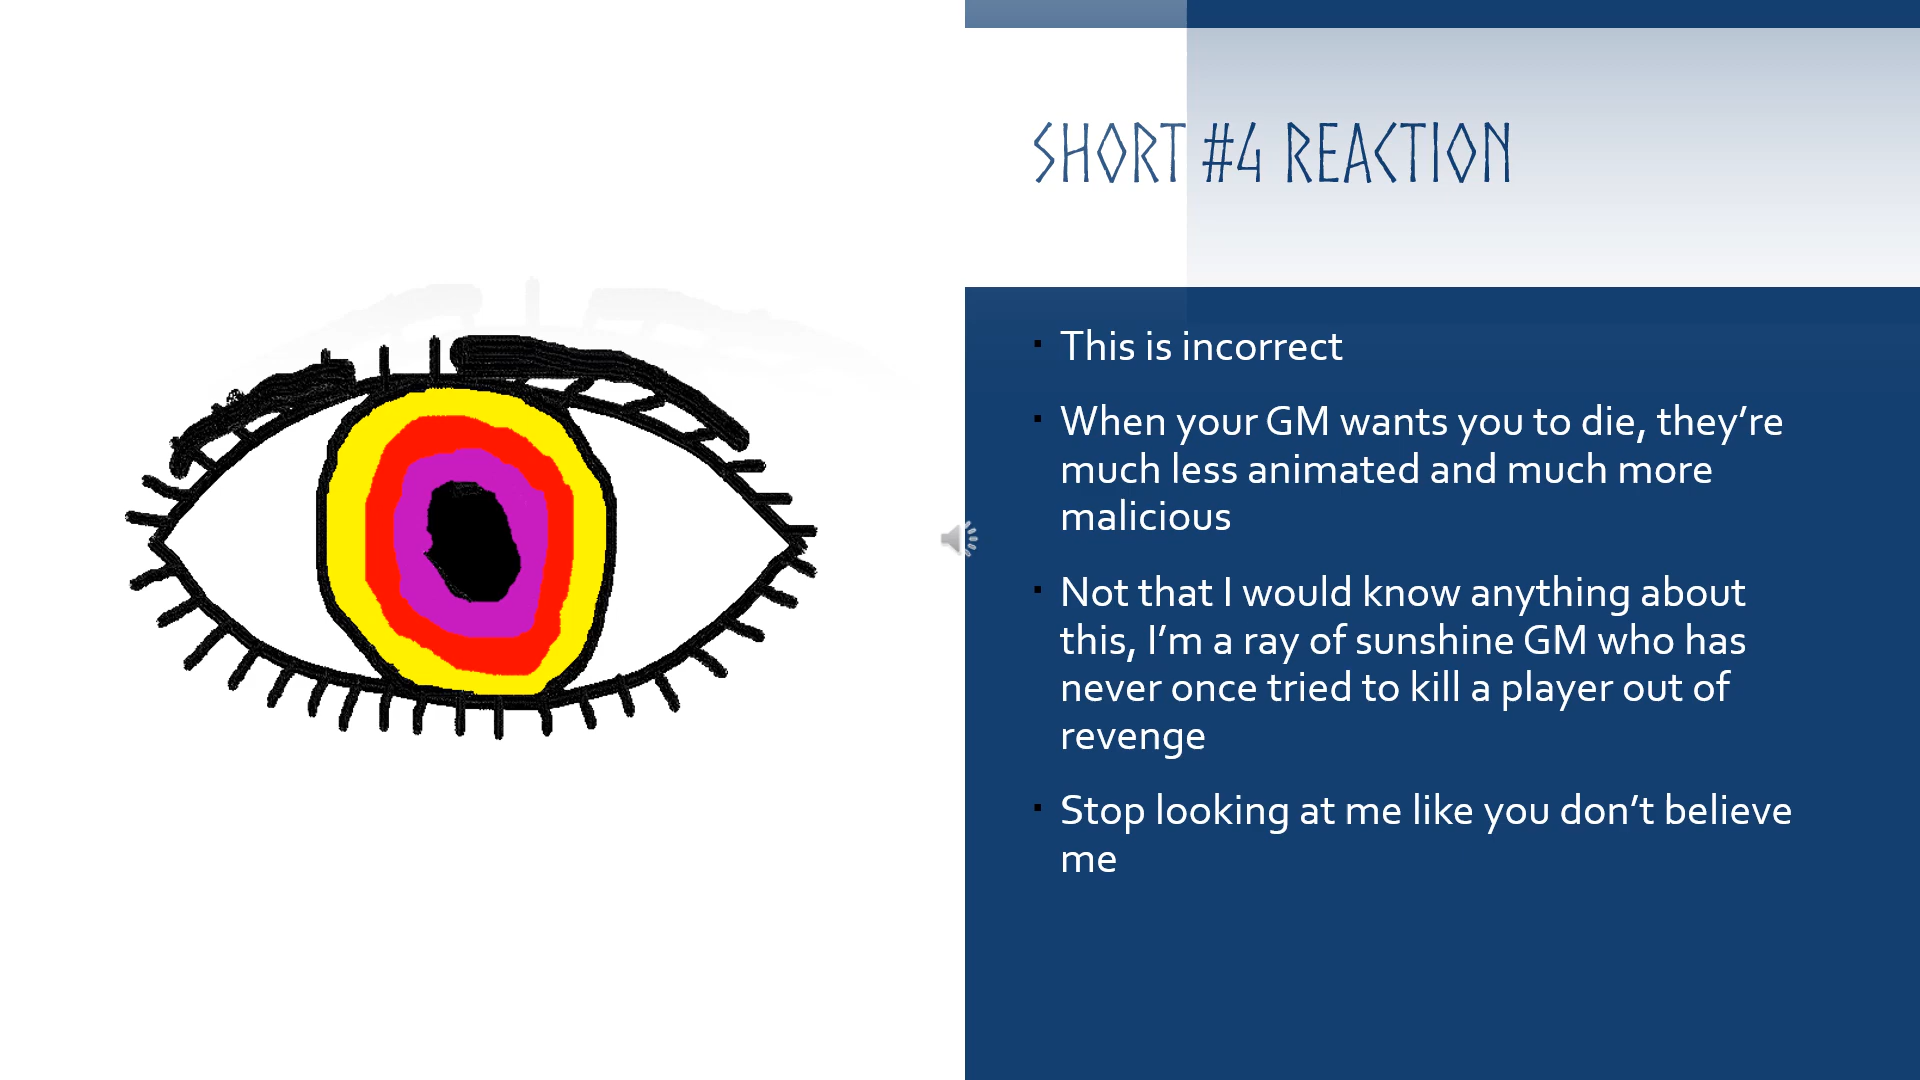 SHORT #4 REACTION
▪ This is incorrect
▪ When your GM wants you to die, they’re
much less animated and much more
malicious
▪ Not that I would know anything about
this, I’m a ray of sunshine GM who has
never once tried to kill a player out of
revenge
▪ Stop looking at me like you don’t believe
me